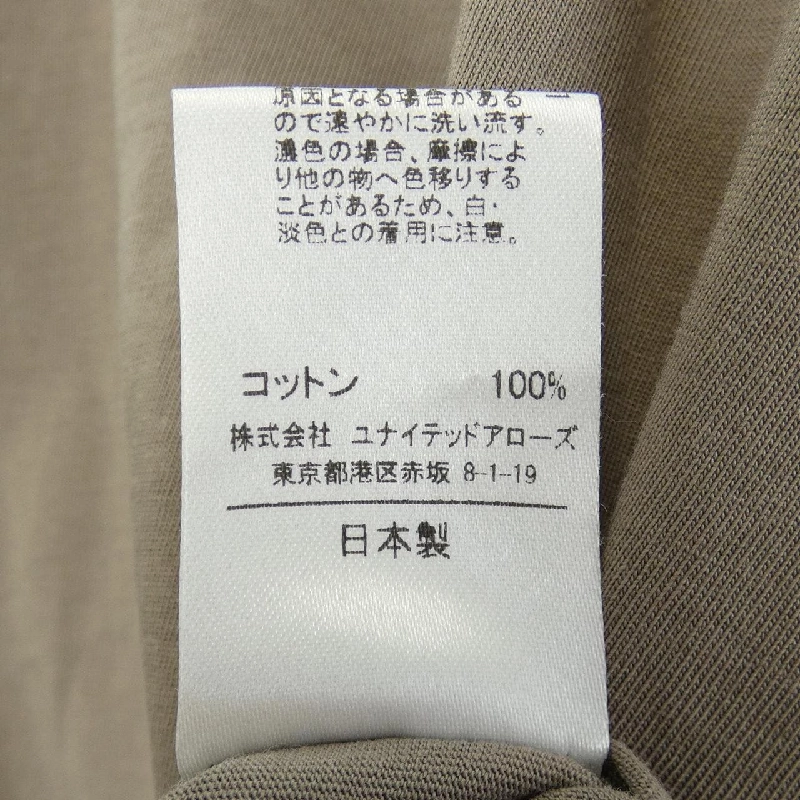 原因となる場合がある
ので速やかに洗い流す。
濃色の場合、摩擦によ
り他の物へ色移りする
ことがあるため、白・
淡色との着用に注意。
コットン 100%
株式会社 ユナイテッドアローズ
東京都港区赤坂 8-1-19
日本製